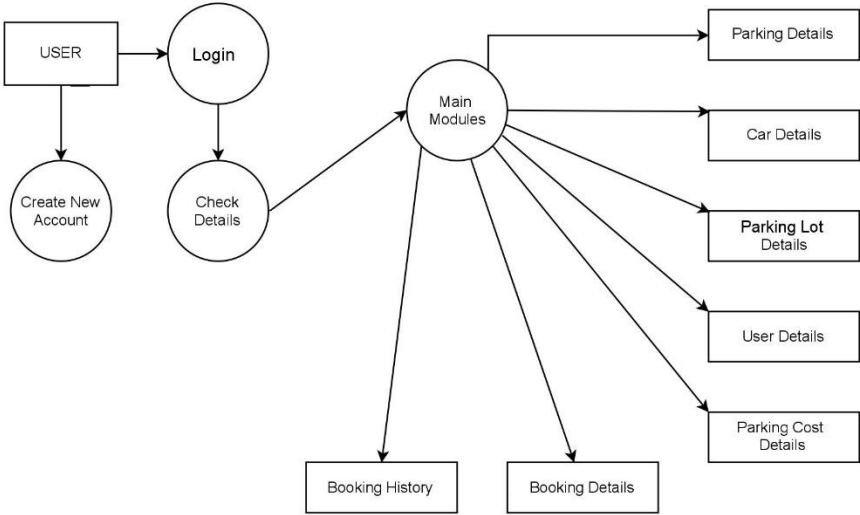 USER
Login
Create New
Account
Check
Details
Main
Modules
Parking Details
Car Details
Parking Lot
Details
User Details
Parking Cost
Details
Booking History
Booking Details